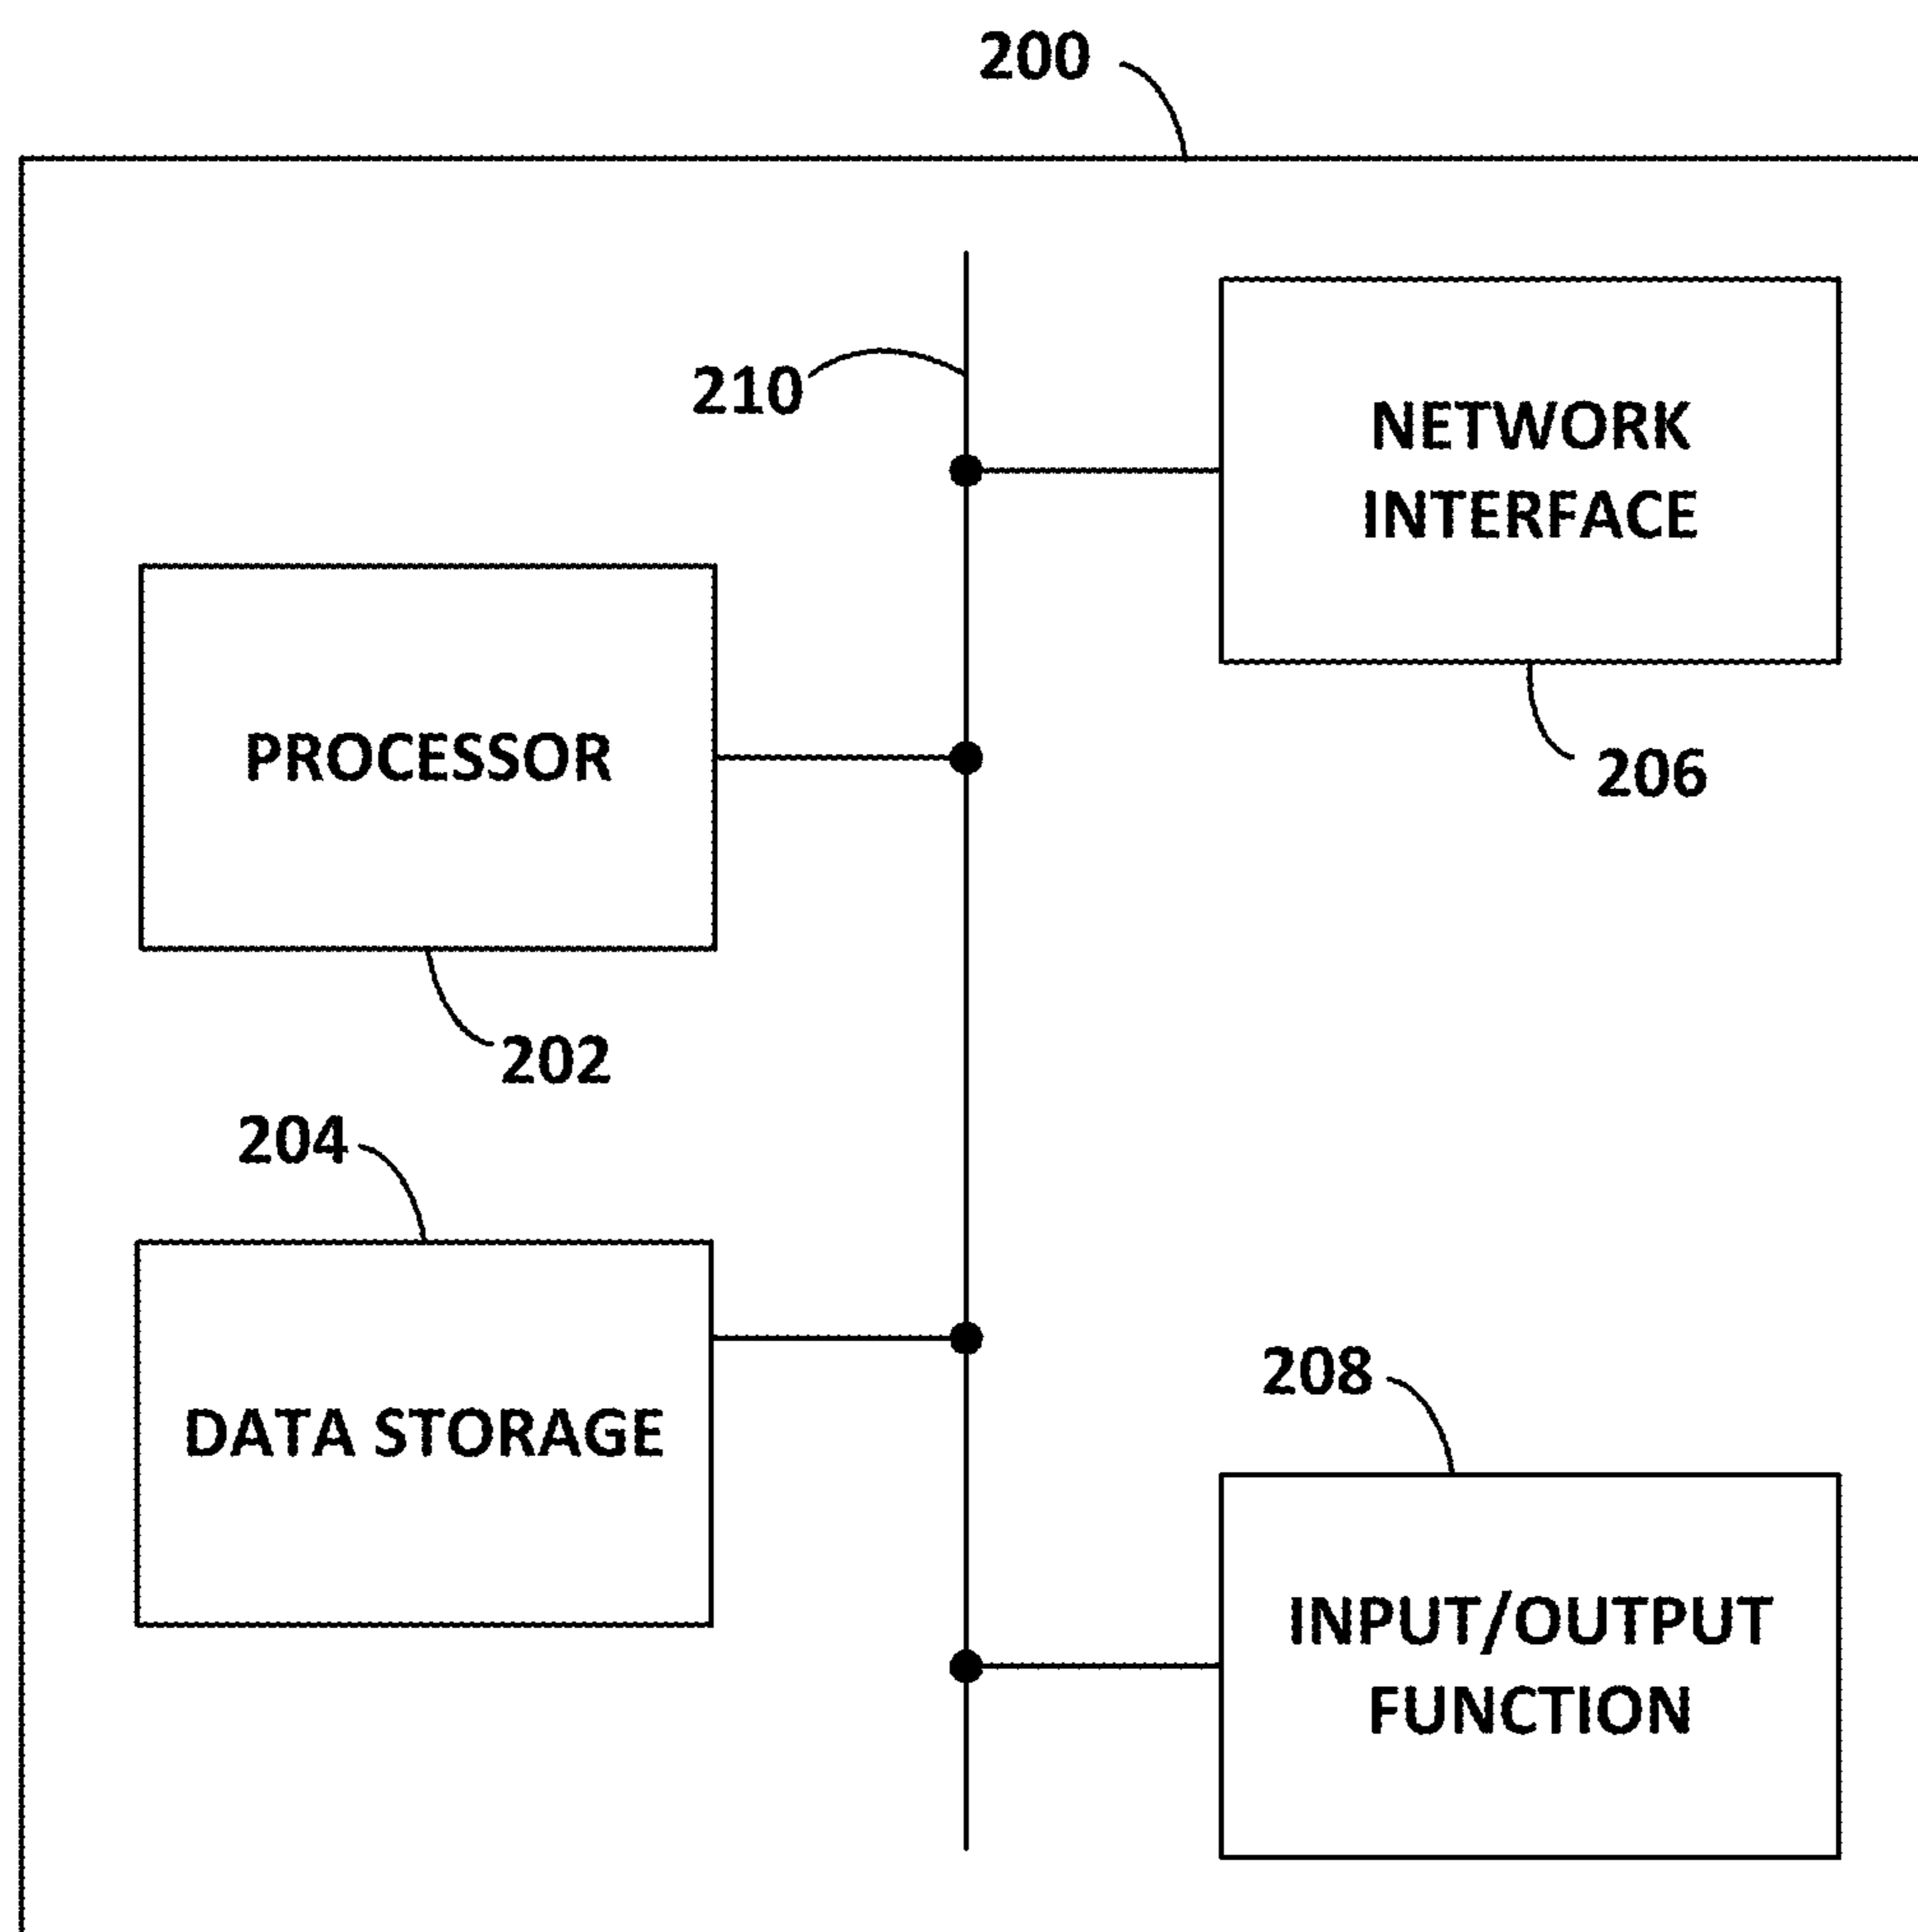 200
210
NETWORK
INTERFACE
206
PROCESSOR
202
204
DATA STORAGE
208
INPUT/OUTPUT
FUNCTION